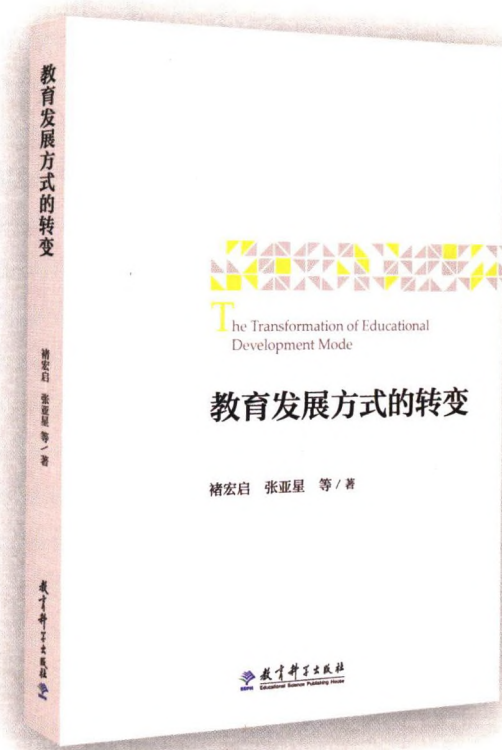 教育发展方式的转变
褚宏启 张亚星 等/著
教育科学出版社
The Transformation of Educational
Development Mode
教育发展方式的转变
褚宏启 张亚星 等/著
教育科学出版社
ESPH
Educational Science Publishing House